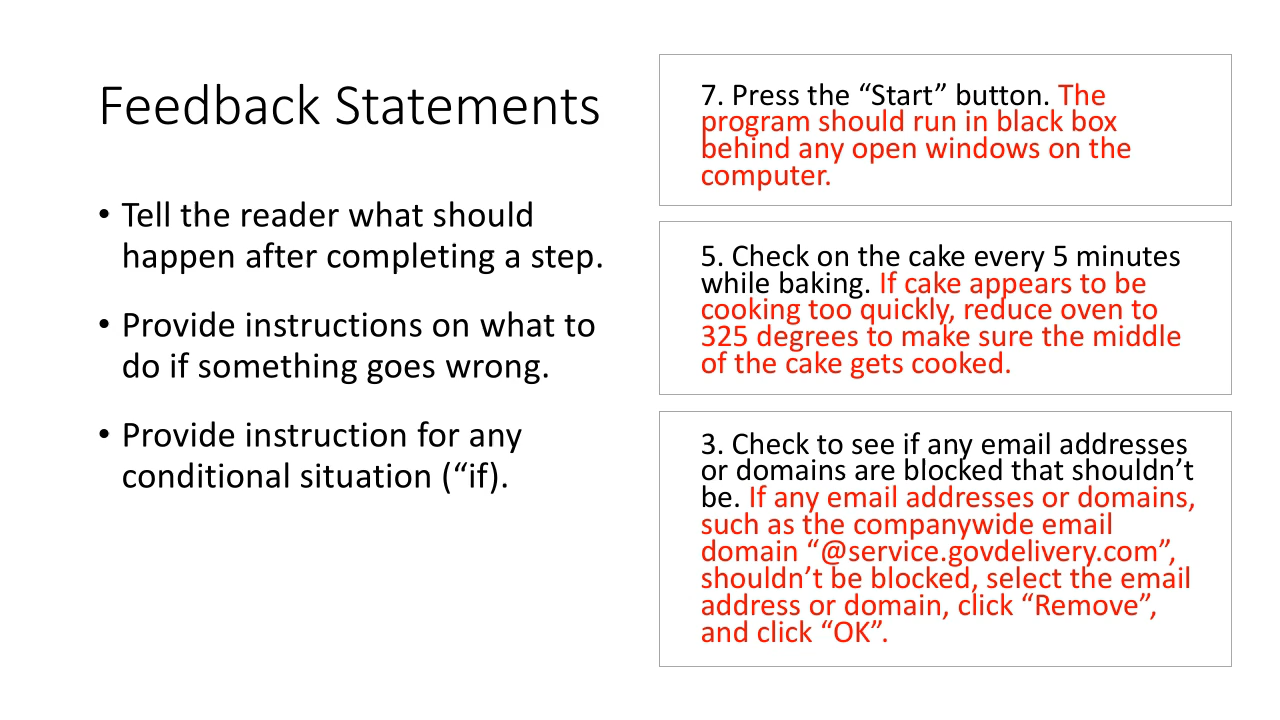 Feedback Statements
• Tell the reader what should
happen after completing a step.
• Provide instructions on what to
do if something goes wrong.
• Provide instruction for any
conditional situation (“if).
7. Press the “Start” button. The
program should run in black box
behind any open windows on the
computer.
5. Check on the cake every 5 minutes
while baking. If cake appears to be
cooking too quickly, reduce oven to
325 degrees to make sure the middle
of the cake gets cooked.
3. Check to see if any email addresses
or domains are blocked that shouldn’t
be. If any email addresses or domains,
such as the companywide email
domain “@service.govdelivery.com”,
shouldn’t be blocked, select the email
address or domain, click “Remove”,
and click “OK”.